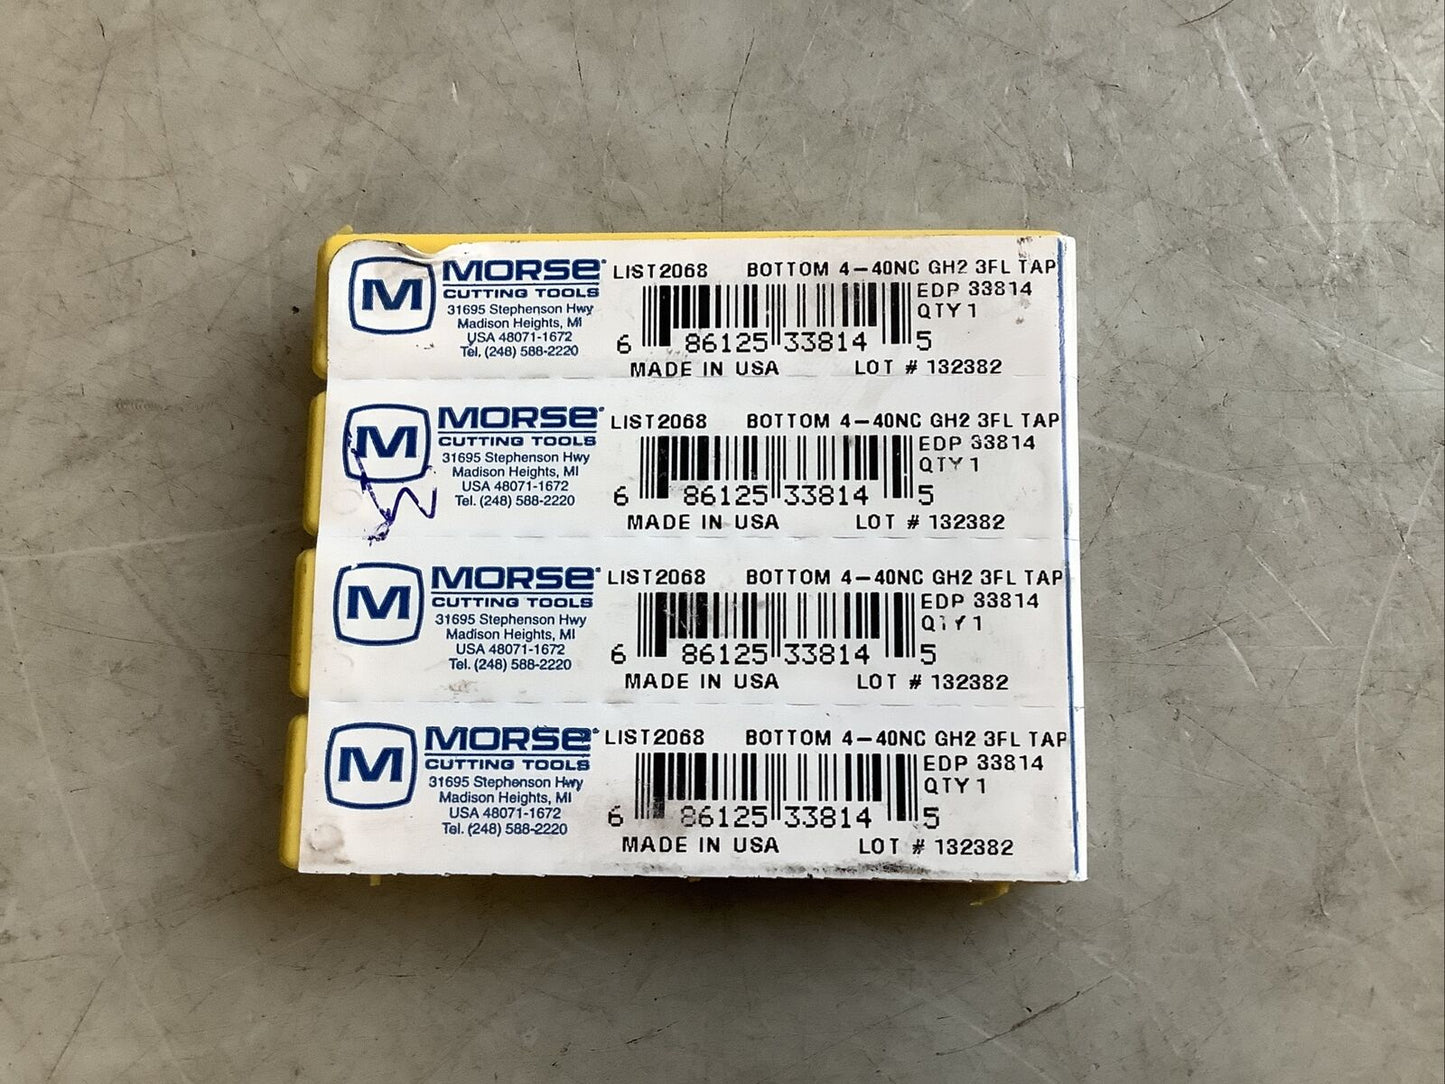 M MORSE
CUTTING TOOLS
31695 Stephenson Hwy
Madison Heights, MI
USA 48071-1672
Tel. (248) 588-2220
LIST2068 BOTTOM 4-40NC GH2 3FL TAP
EDP 33814
QTY 1
6 86125 33814 5
MADE IN USA LOT # 132382
M MORSE
CUTTING TOOLS
31695 Stephenson Hwy
Madison Heights, MI
USA 48071-1672
Tel. (248) 588-2220
LIST2068 BOTTOM 4-40NC GH2 3FL TAP
EDP 33814
QTY 1
6 86125 33814 5
MADE IN USA LOT # 132382
M MORSE
CUTTING TOOLS
31695 Stephenson Hwy
Madison Heights, MI
USA 48071-1672
Tel. (248) 588-2220
LIST2068 BOTTOM 4-40NC GH2 3FL TAP
EDP 33814
QTY 1
6 86125 33814 5
MADE IN USA LOT # 132382
M MORSE
CUTTING TOOLS
31695 Stephenson Hwy
Madison Heights, MI
USA 48071-1672
Tel. (248) 588-2220
LIST2068 BOTTOM 4-40NC GH2 3FL TAP
EDP 33814
QTY 1
6 86125 33814 5
MADE IN USA LOT # 132382